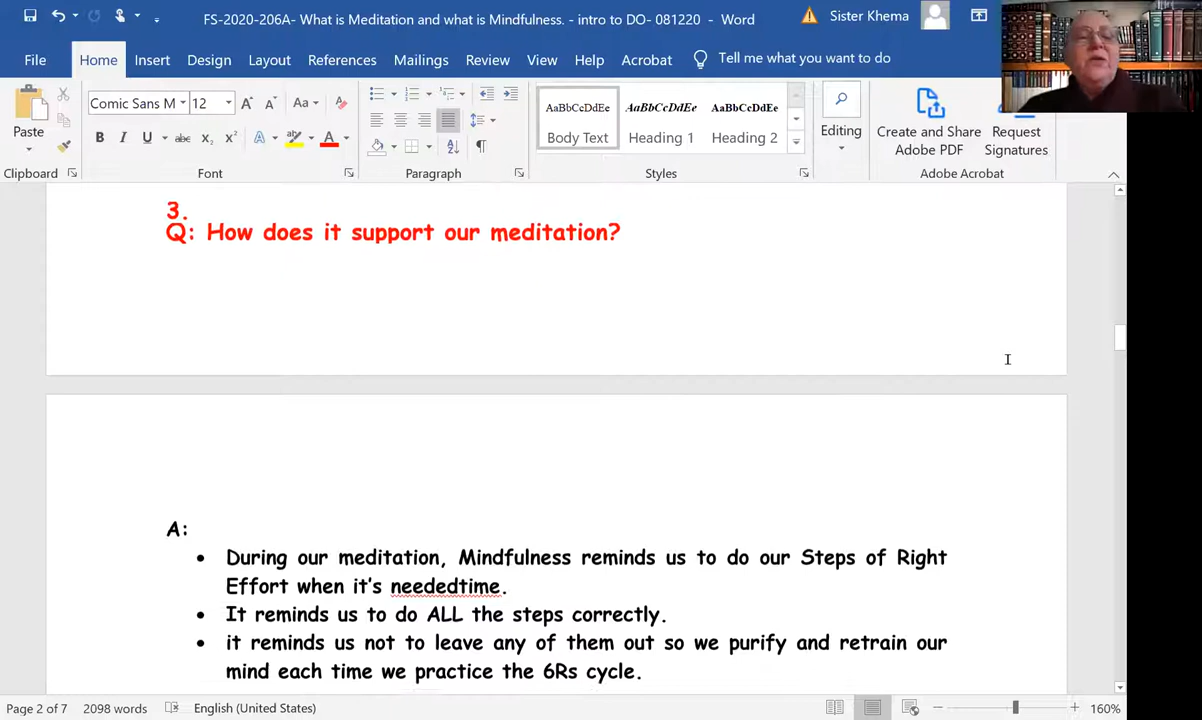 FS-2020-206A- What is Meditation and what is Mindfulness. - intro to DO- 081220 - Word
Sister Khema
File Home Insert Design Layout References Mailings Review View Help Acrobat Tell me what you want to do
Paste
Clipboard
Comic Sans M 12
Aa
B I U abc X2 X2 A ab A
Font
Paragraph
AaBbCcDdEe AaBbCcDdEe AaBbCcDdEe
Body Text Heading 1 Heading 2
Styles
Editing
Create and Share
Adobe PDF
Request
Signatures
Adobe Acrobat
3.
Q: How does it support our meditation?
A:
• During our meditation, Mindfulness reminds us to do our Steps of Right
Effort when it's neededtime.
• It reminds us to do ALL the steps correctly.
• it reminds us not to leave any of them out so we purify and retrain our
mind each time we practice the 6Rs cycle.
Page 2 of 7 2098 words English (United States) 160%